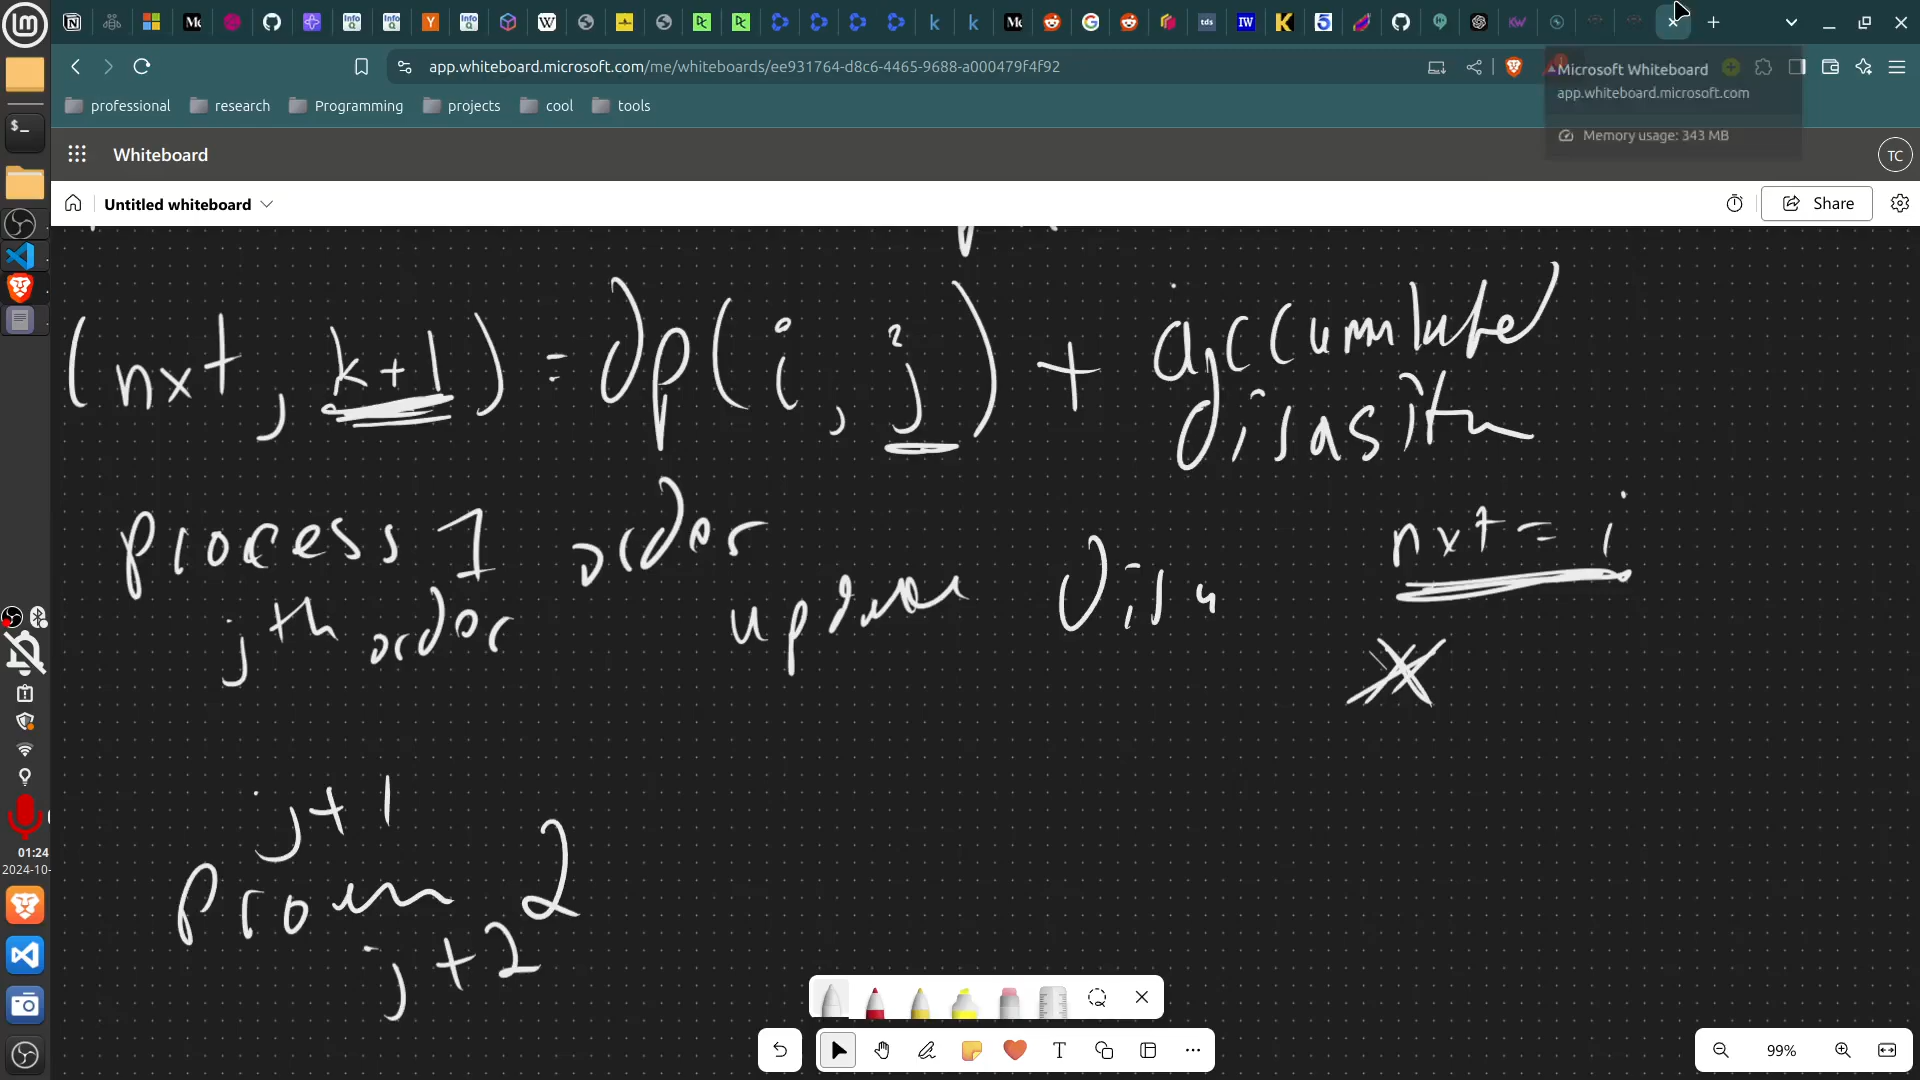 app.whiteboard.microsoft.com/me/whiteboards/ee931764-d8c6-4465-9688-a000479f4f92
Microsoft Whiteboard
app.whiteboard.microsoft.com
Memory usage: 343 MB
professional research Programming projects cool tools
Whiteboard
TC
Untitled whiteboard
Share
(nxt, k+1) = dp(i, j) + accumulated
nxt = i
process 1 order
jth order update
j+1
2
j+2
01:24
2024-10-
99%